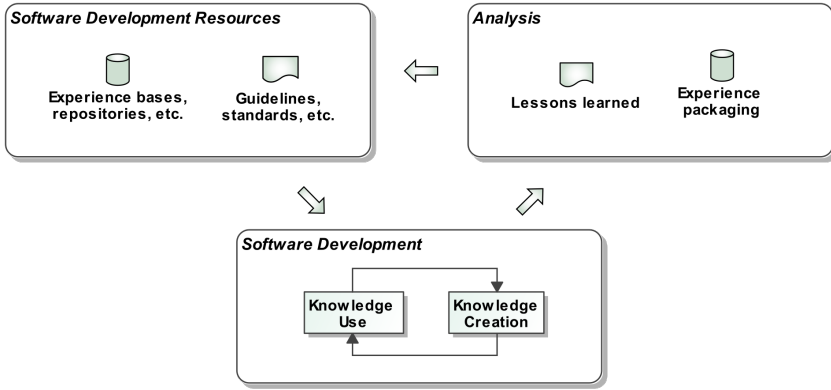 Software Development Resources
Experience bases,
repositories, etc.
Guidelines,
standards, etc.
Analysis
Lessons learned
Experience
packaging
Software Development
Knowledge
Use
Knowledge
Creation